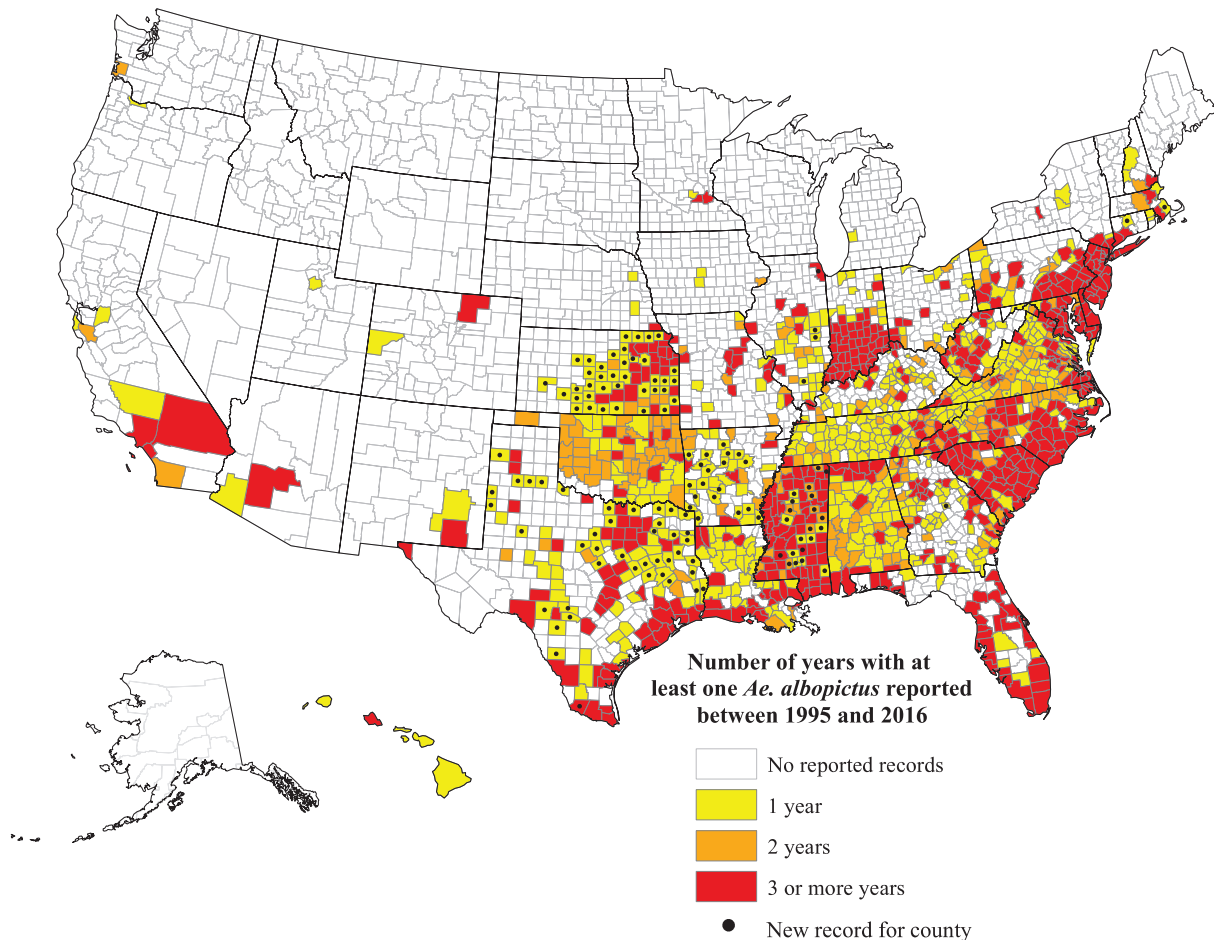 Number of years with at
least one Ae. albopictus reported
between 1995 and 2016
No reported records
1 year
2 years
3 or more years
New record for county